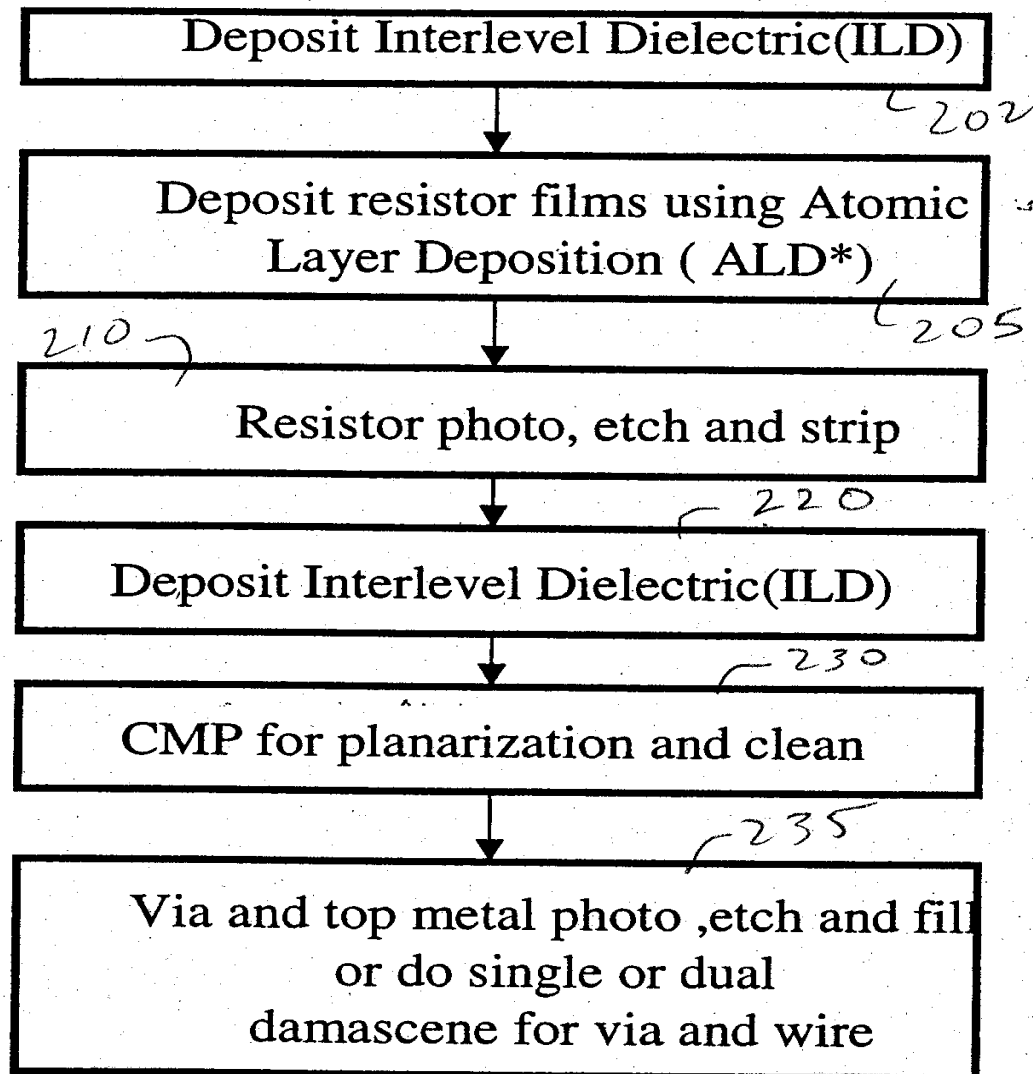 Deposit Interlevel Dielectric(ILD)
202
Deposit resistor films using Atomic
Layer Deposition ( ALD*)
205
210
Resistor photo, etch and strip
220
Deposit Interlevel Dielectric(ILD)
230
CMP for planarization and clean
235
Via and top metal photo ,etch and fill
or do single or dual
damascene for via and wire